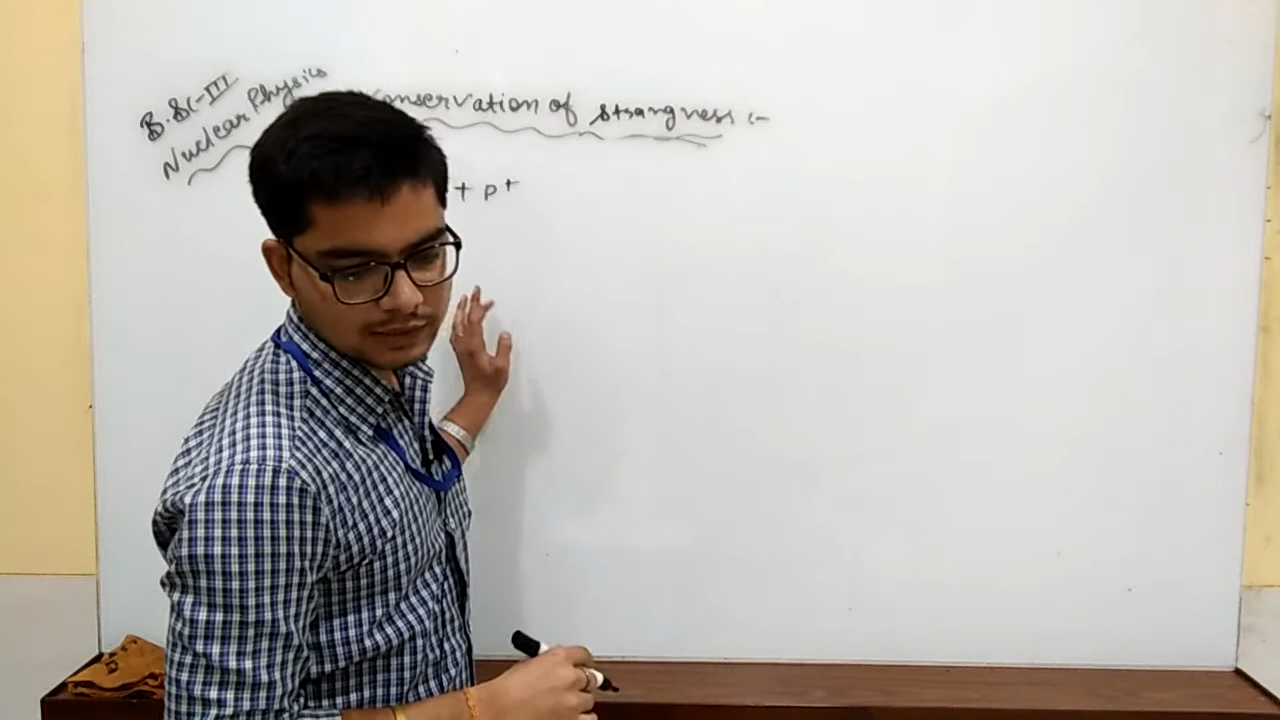 B.Sc-III
Nuclear Physics
onservation of strangness :-
+ p+